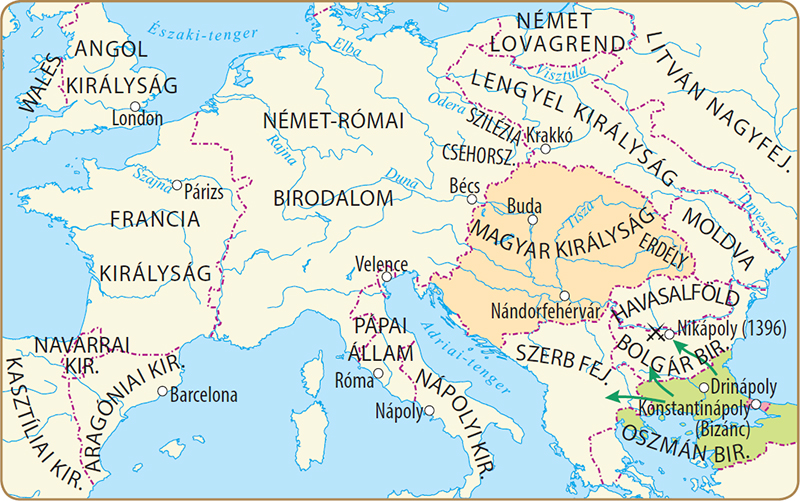 NÉMET
LOVAGREND
ANGOL
KIRÁLYSÁG
WALES
London
Északi-tenger
Elba
LITVÁN NAGYFEJ.
Visztula
LENGYEL KIRÁLYSÁG
Odera
SZILÉZIA
Krakkó
CSEHORSZ.
NÉMET-RÓMAI
BIRODALOM
Rajna
Duna
Szajna
Párizs
FRANCIA
KIRÁLYSÁG
Bécs
Buda
Tisza
MAGYAR KIRÁLYSÁG
ERDÉLY
Dnyeszter
MOLDVA
Velence
Nándorfehérvár
HAVASALFÖLD
Nikápoly (1396)
BOLGÁR BIR.
PÁPAI
ÁLLAM
Adriai-tenger
SZERB FEJ.
NAVARRAI
KIR.
KASZTÍLIAI KIR.
ARAGÓNIAI KIR.
Barcelona
Róma
Nápoly
NÁPOLYI KIR.
Drinápoly
Konstantinápoly
(Bizánc)
OSZMÁN BIR.